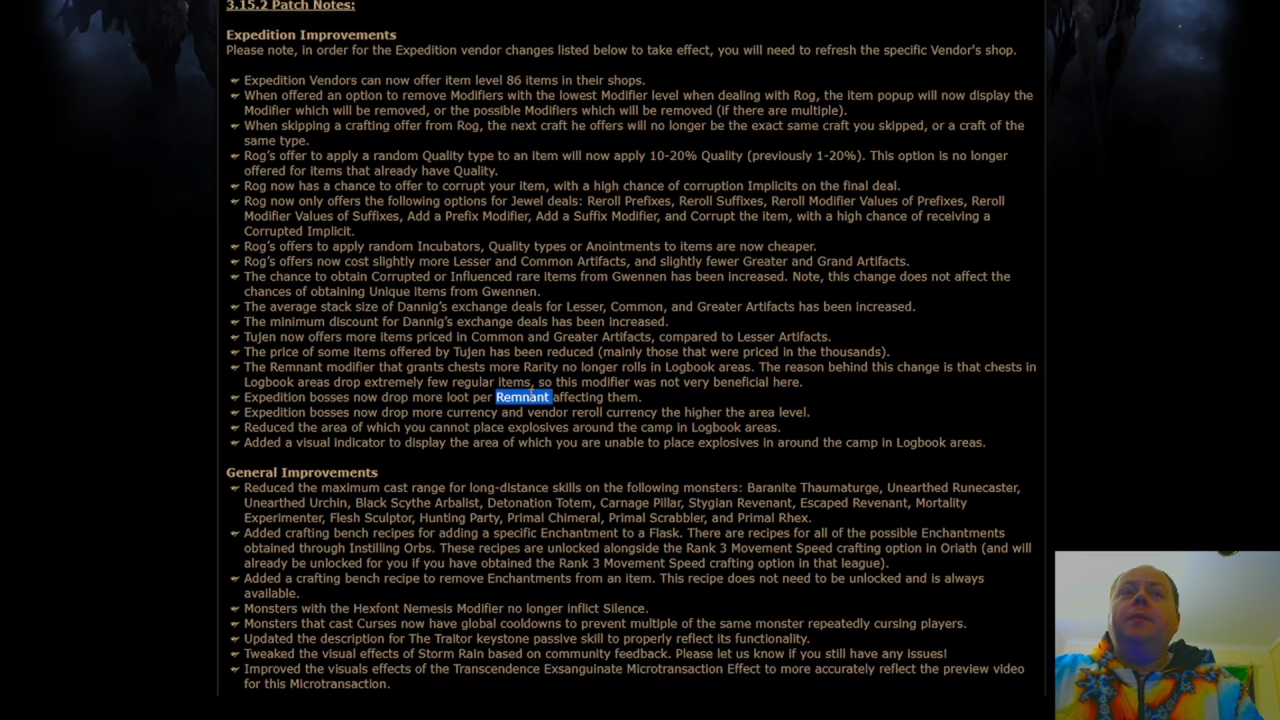 3.15.2 Patch Notes:
Expedition Improvements
Please note, in order for the Expedition vendor changes listed below to take effect, you will need to refresh the specific Vendor's shop.
Expedition Vendors can now offer item level 86 items in their shops.
When offered an option to remove Modifiers with the lowest Modifier level when dealing with Rog, the item popup will now display the
Modifier which will be removed, or the possible Modifiers which will be removed (if there are multiple).
When skipping a crafting offer from Rog, the next craft he offers will no longer be the exact same craft you skipped, or a craft of the
same type.
Rog's offer to apply a random Quality type to an item will now apply 10-20% Quality (previously 1-20%). This option is no longer
offered for items that already have Quality.
Rog now has a chance to offer to corrupt your item, with a high chance of corruption Implicits on the final deal.
Rog now only offers the following options for Jewel deals: Reroll Prefixes, Reroll Suffixes, Reroll Modifier Values of Prefixes, Reroll
Modifier Values of Suffixes, Add a Prefix Modifier, Add a Suffix Modifier, and Corrupt the item, with a high chance of receiving a
Corrupted Implicit.
Rog's offers to apply random Incubators, Quality types or Anointments to items are now cheaper.
Rog's offers now cost slightly more Lesser and Common Artifacts, and slightly fewer Greater and Grand Artifacts.
The chance to obtain Corrupted or Influenced rare items from Gwennen has been increased. Note, this change does not affect the
chances of obtaining Unique items from Gwennen.
The average stack size of Dannig's exchange deals for Lesser, Common, and Greater Artifacts has been increased.
The minimum discount for Dannig's exchange deals has been increased.
Tujen now offers more items priced in Common and Greater Artifacts, compared to Lesser Artifacts.
The price of some items offered by Tujen has been reduced (mainly those that were priced in the thousands).
The Remnant modifier that grants chests more Rarity no longer rolls in Logbook areas. The reason behind this change is that chests in
Logbook areas drop extremely few regular items, so this modifier was not very beneficial here.
Expedition bosses now drop more loot per Remnant affecting them.
Expedition bosses now drop more currency and vendor reroll currency the higher the area level.
Reduced the area of which you cannot place explosives around the camp in Logbook areas.
Added a visual indicator to display the area of which you are unable to place explosives in around the camp in Logbook areas.
General Improvements
Reduced the maximum cast range for long-distance skills on the following monsters: Baranite Thaumaturge, Unearthed Runecaster,
Unearthed Urchin, Black Scythe Arbalist, Detonation Totem, Carnage Pillar, Stygian Revenant, Escaped Revenant, Mortality
Experimenter, Flesh Sculptor, Hunting Party, Primal Chimeral, Primal Scrabbler, and Primal Rhex.
Added crafting bench recipes for adding a specific Enchantment to a Flask. There are recipes for all of the possible Enchantments
obtained through Instilling Orbs. These recipes are unlocked alongside the Rank 3 Movement Speed crafting option in Oriath (and will
already be unlocked for you if you have obtained the Rank 3 Movement Speed crafting option in that league).
Added a crafting bench recipe to remove Enchantments from an item. This recipe does not need to be unlocked and is always
available.
Monsters with the Hexfont Nemesis Modifier no longer inflict Silence.
Monsters that cast Curses now have global cooldowns to prevent multiple of the same monster repeatedly cursing players.
Updated the description for The Traitor keystone passive skill to properly reflect its functionality.
Tweaked the visual effects of Storm Rain based on community feedback. Please let us know if you still have any issues!
Improved the visuals effects of the Transcendence Exsanguinate Microtransaction Effect to more accurately reflect the preview video
for this Microtransaction.